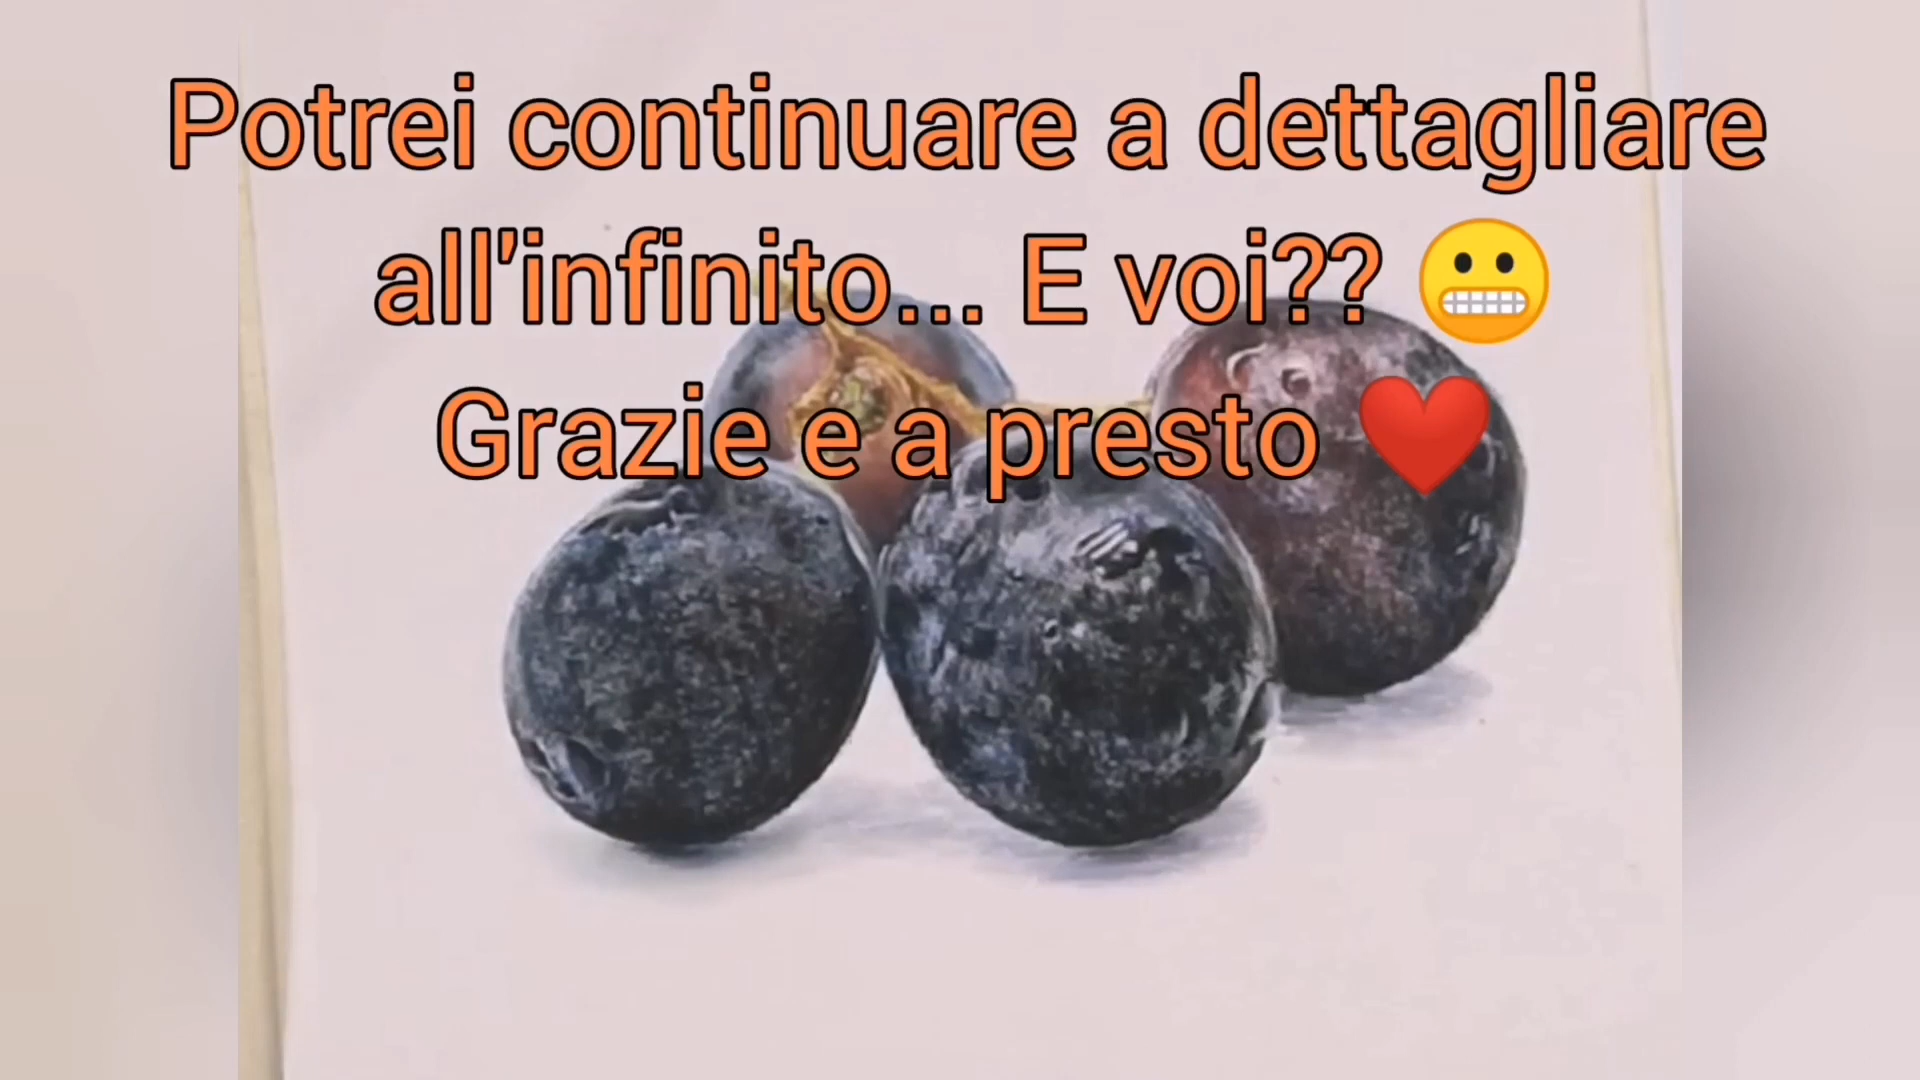 Potrei continuare a dettagliare
all'infinito... E voi?? 😬
Grazie e a presto ❤️